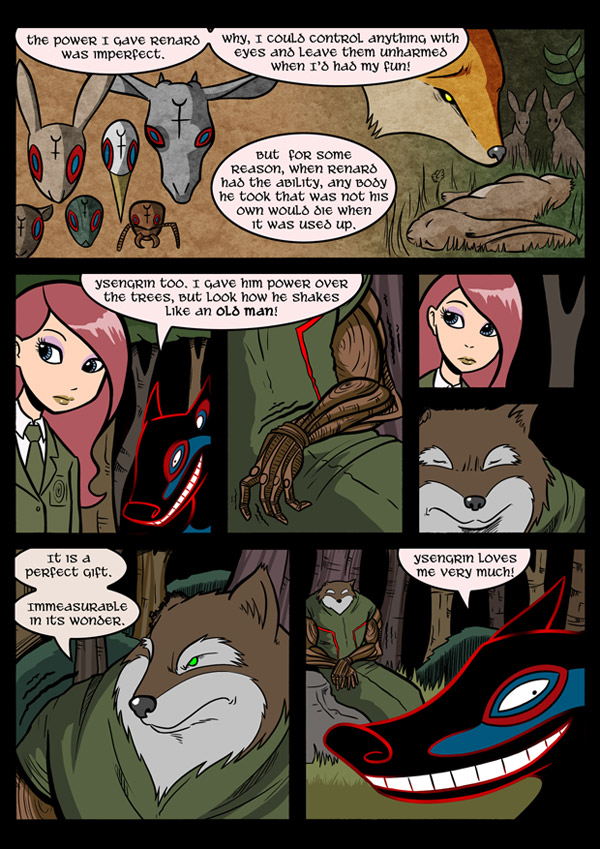 the power I gave Renard
was imperfect.
why, I could control anything with
eyes and leave them unharmed
when I'd had my fun!
but for some
reason, when Renard
had the ability, any body
he took that was not his
own would die when
it was used up.
ysengrin too. I gave him power over
the trees, but look how he shakes
like an old man!
It is a
perfect gift.
Immeasurable
in its wonder.
ysengrin loves
me very much!